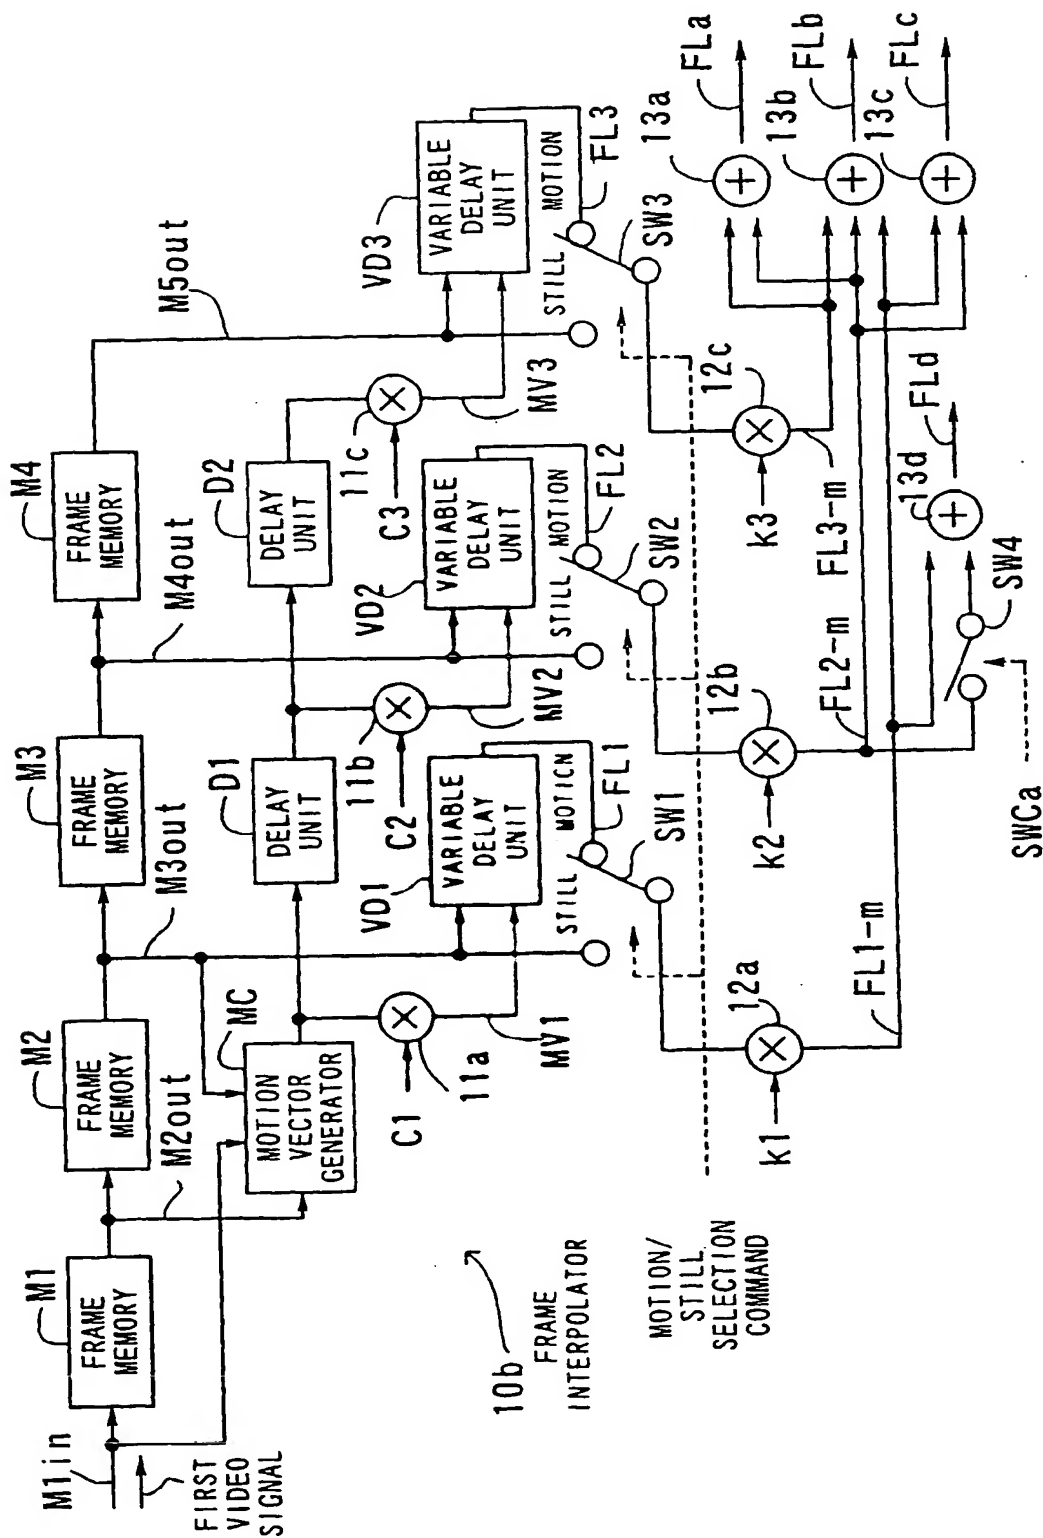 M1in
FIRST
VIDEO
SIGNAL
M1
FRAME
MEMORY
M2out
M2
FRAME
MEMORY
M3out
M3
FRAME
MEMORY
M4out
M4
FRAME
MEMORY
M5out
MC
MOTION
VECTOR
GENERATOR
D1
DELAY
UNIT
D2
DELAY
UNIT
C1
11a
MV1
C2
11b
MV2
C3
11c
MV3
VD1
VARIABLE
DELAY
UNIT
VD2
VARIABLE
DELAY
UNIT
VD3
VARIABLE
DELAY
UNIT
STILL
MOTICN
FL1
SW1
STILL
MOTION
FL2
SW2
STILL
MOTION
FL3
SW3
10b
FRAME
INTERPOLATOR
MOTION/
STILL
SELECTION
COMMAND
k1
12a
FL1-m
k2
12b
FL2-m
k3
12c
FL3-m
13a
FLa
13b
FLb
13c
FLc
13d
FLd
SW4
SWCa